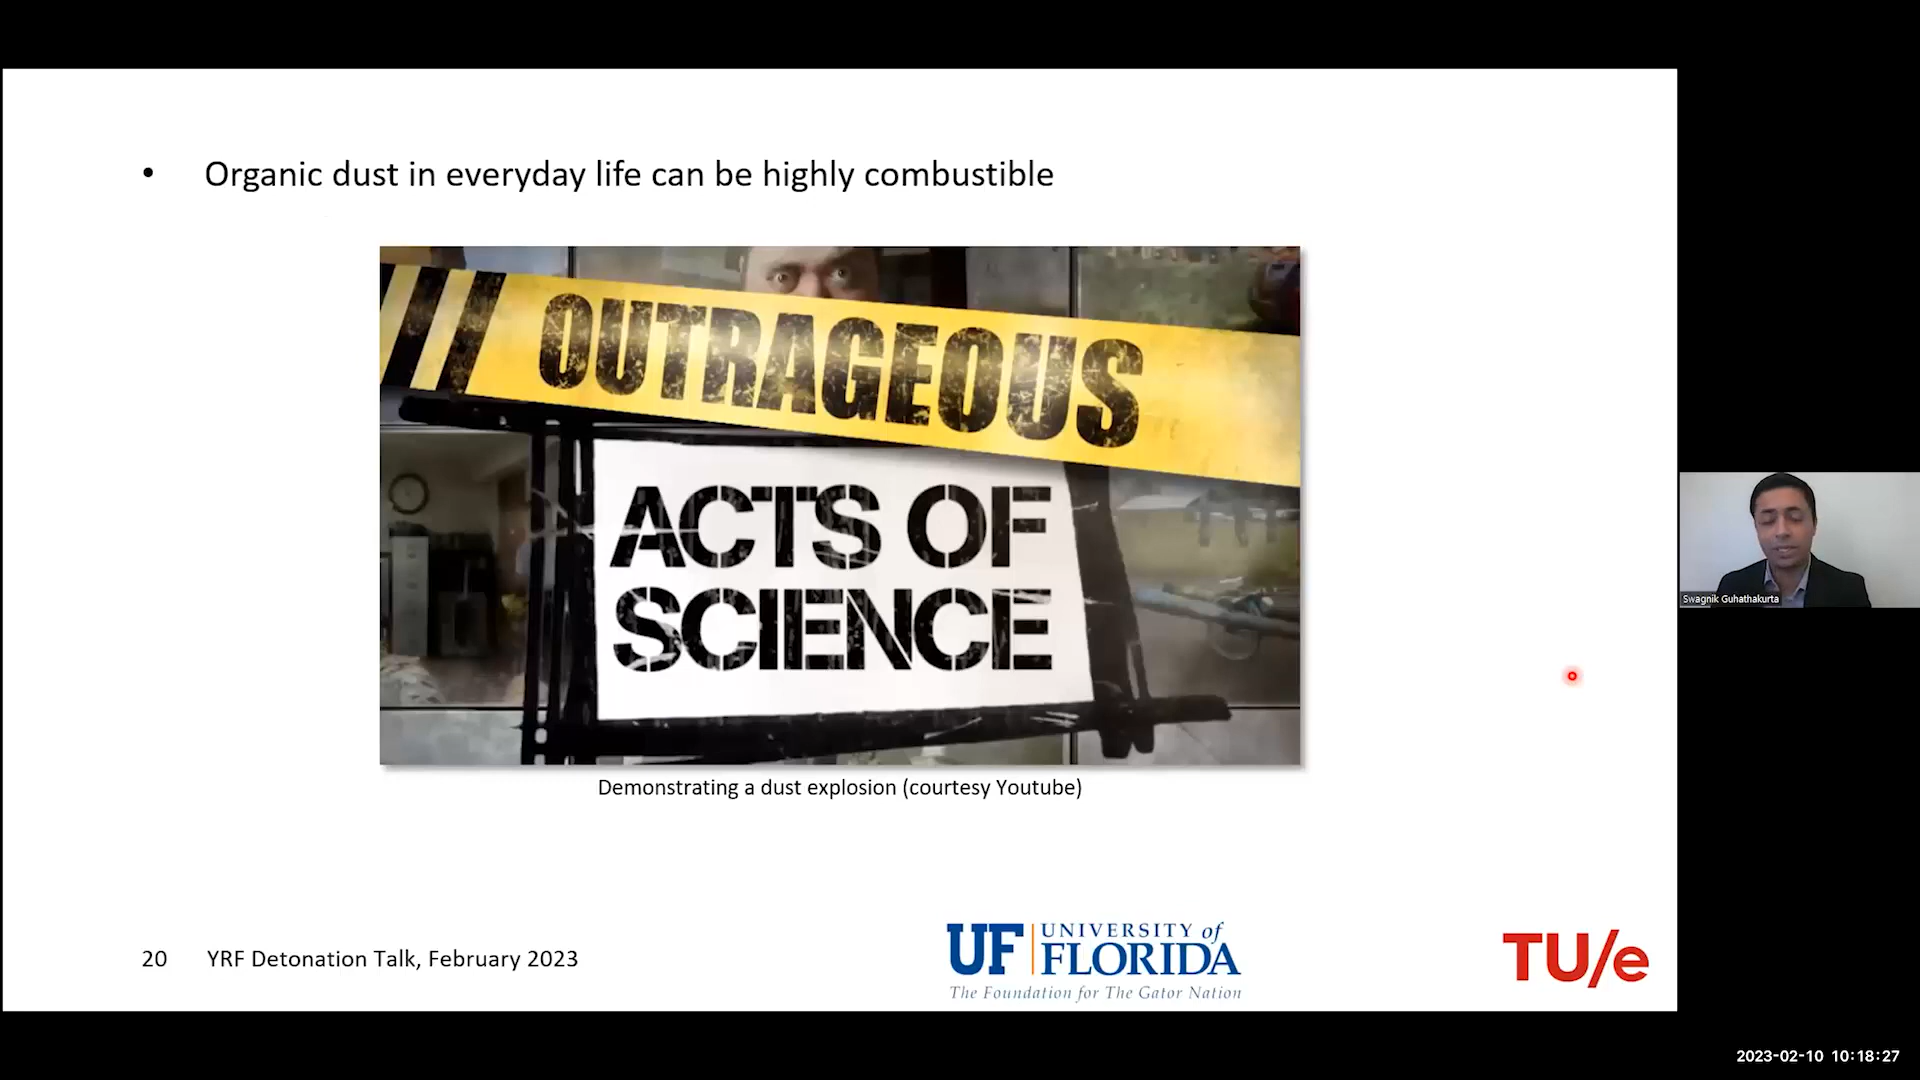 • Organic dust in everyday life can be highly combustible
OUTRAGEOUS
ACTS OF
SCIENCE
Demonstrating a dust explosion (courtesy Youtube)
Swagnik Guhathakurta
20 YRF Detonation Talk, February 2023
UF UNIVERSITY of
FLORIDA
The Foundation for The Gator Nation
TU/e
2023-02-10 10:18:27